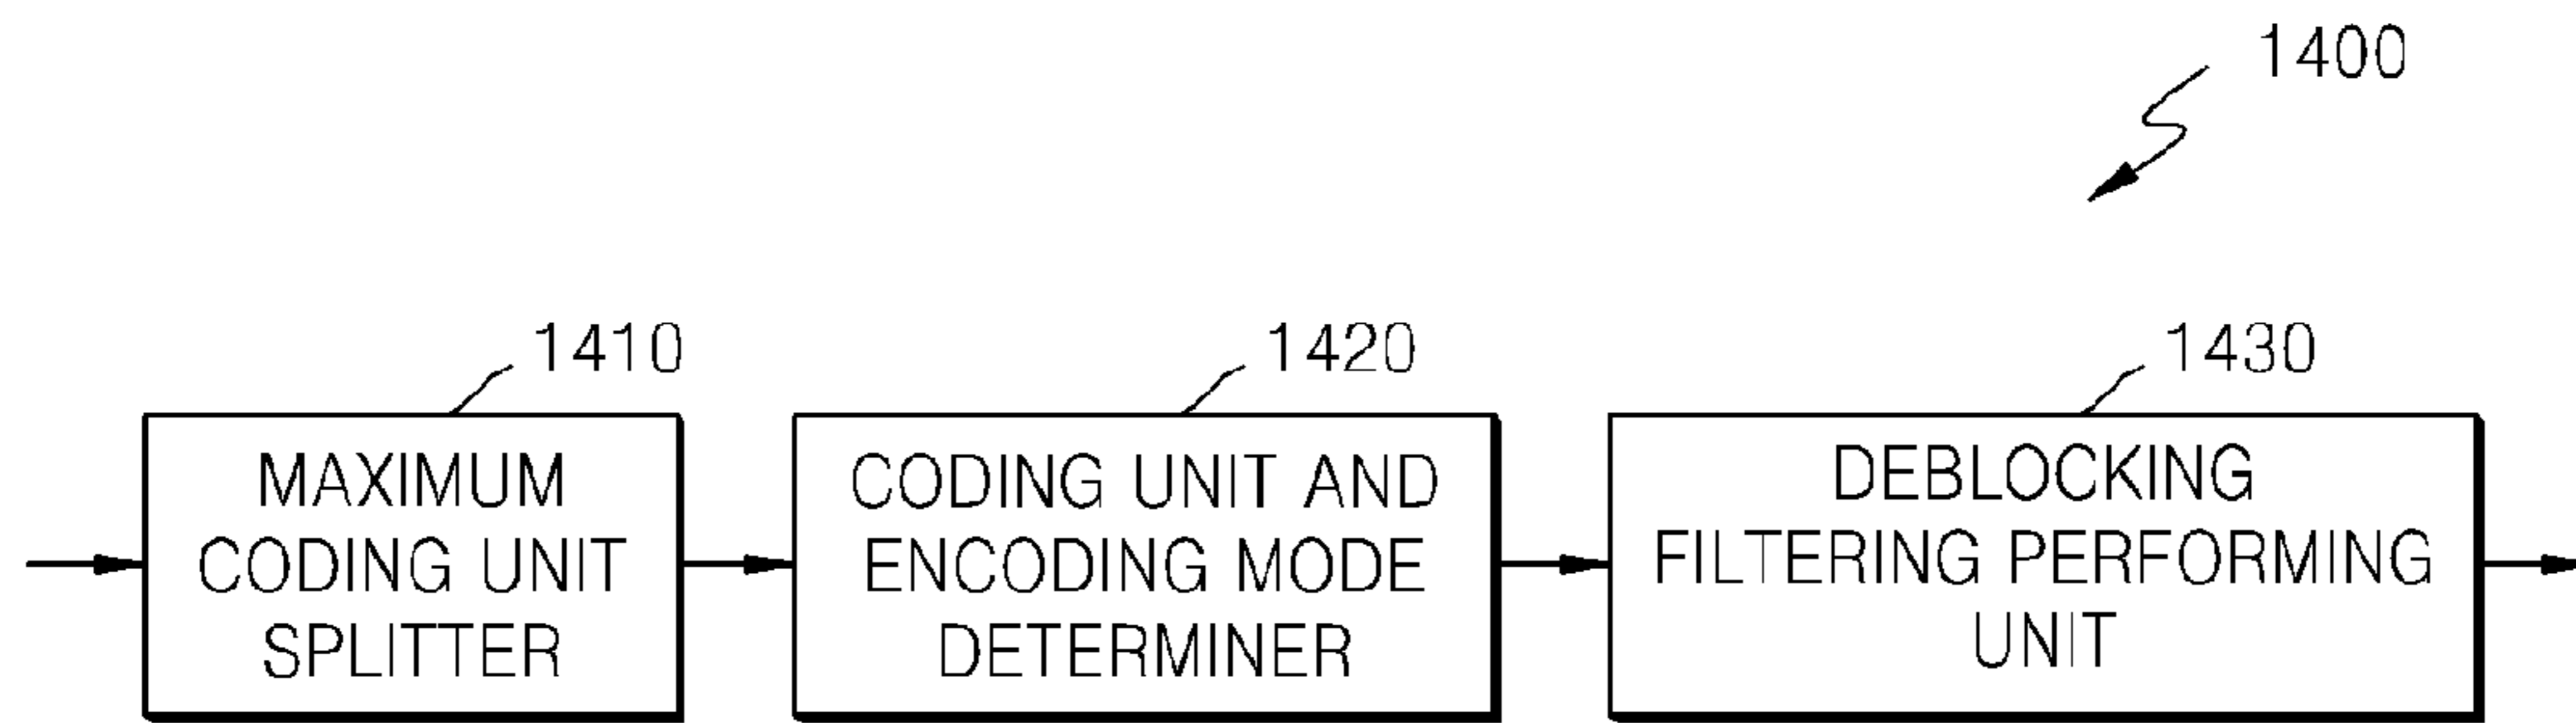 1400
1410
1420
1430
MAXIMUM
CODING UNIT
SPLITTER
CODING UNIT AND
ENCODING MODE
DETERMINER
DEBLOCKING
FILTERING PERFORMING
UNIT